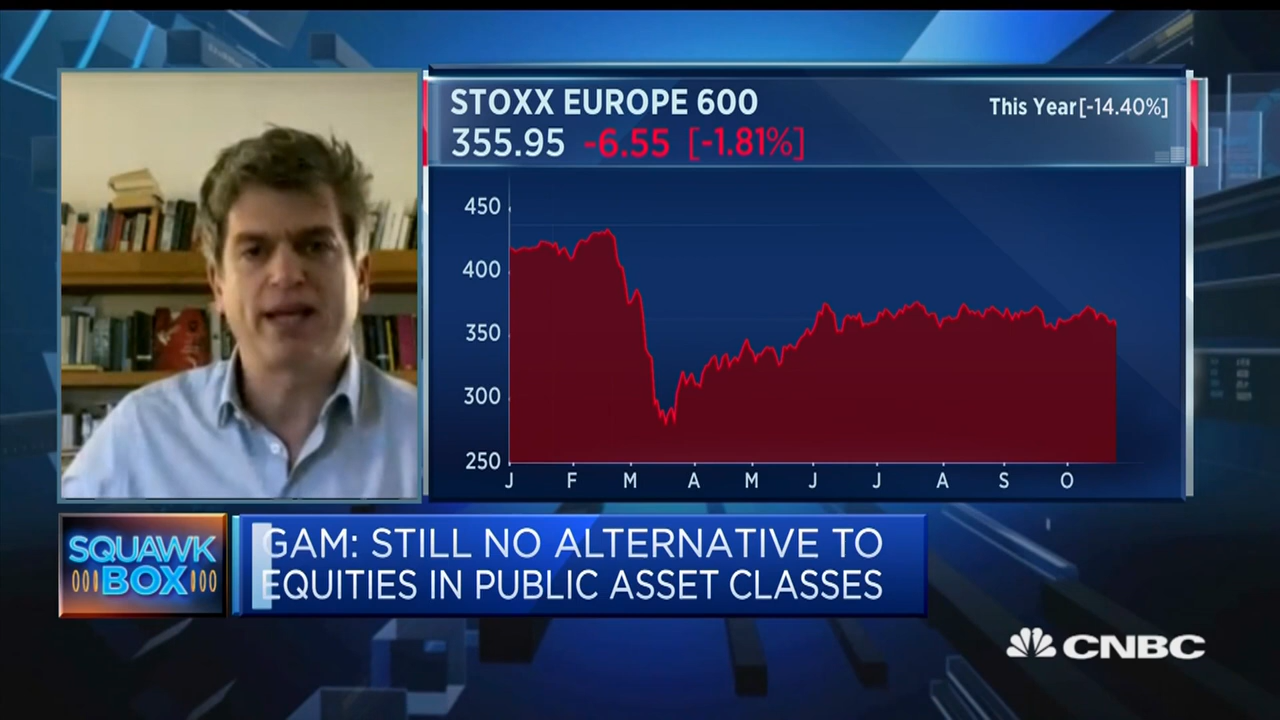 STOXX EUROPE 600
This Year[-14.40%]
355.95 -6.55 [-1.81%]
450
400
350
300
250
J F M A M J J A S O
SQUAWK
BOX
GAM: STILL NO ALTERNATIVE TO
EQUITIES IN PUBLIC ASSET CLASSES
CNBC